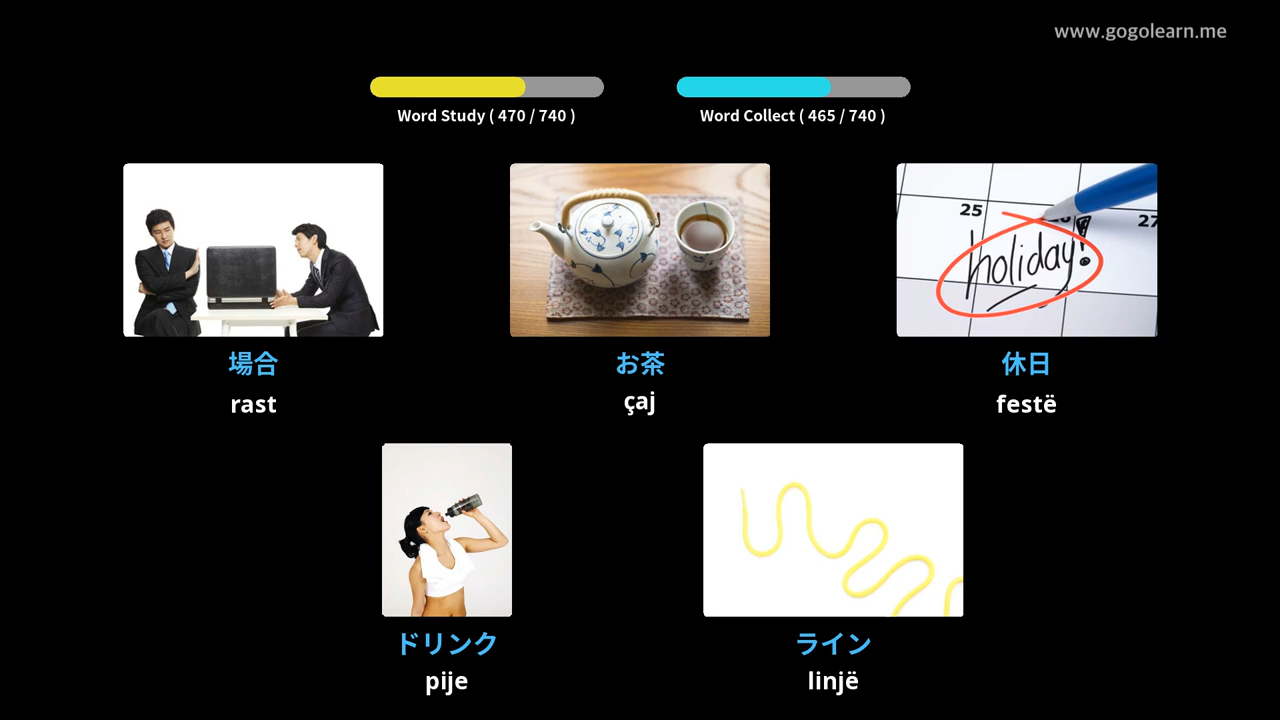 www.gogolearn.me
Word Study ( 470 / 740 )
Word Collect ( 465 / 740 )
25
27
holiday!
場合
お茶
休日
rast
çaj
festë
ドリンク
ライン
pije
linjë